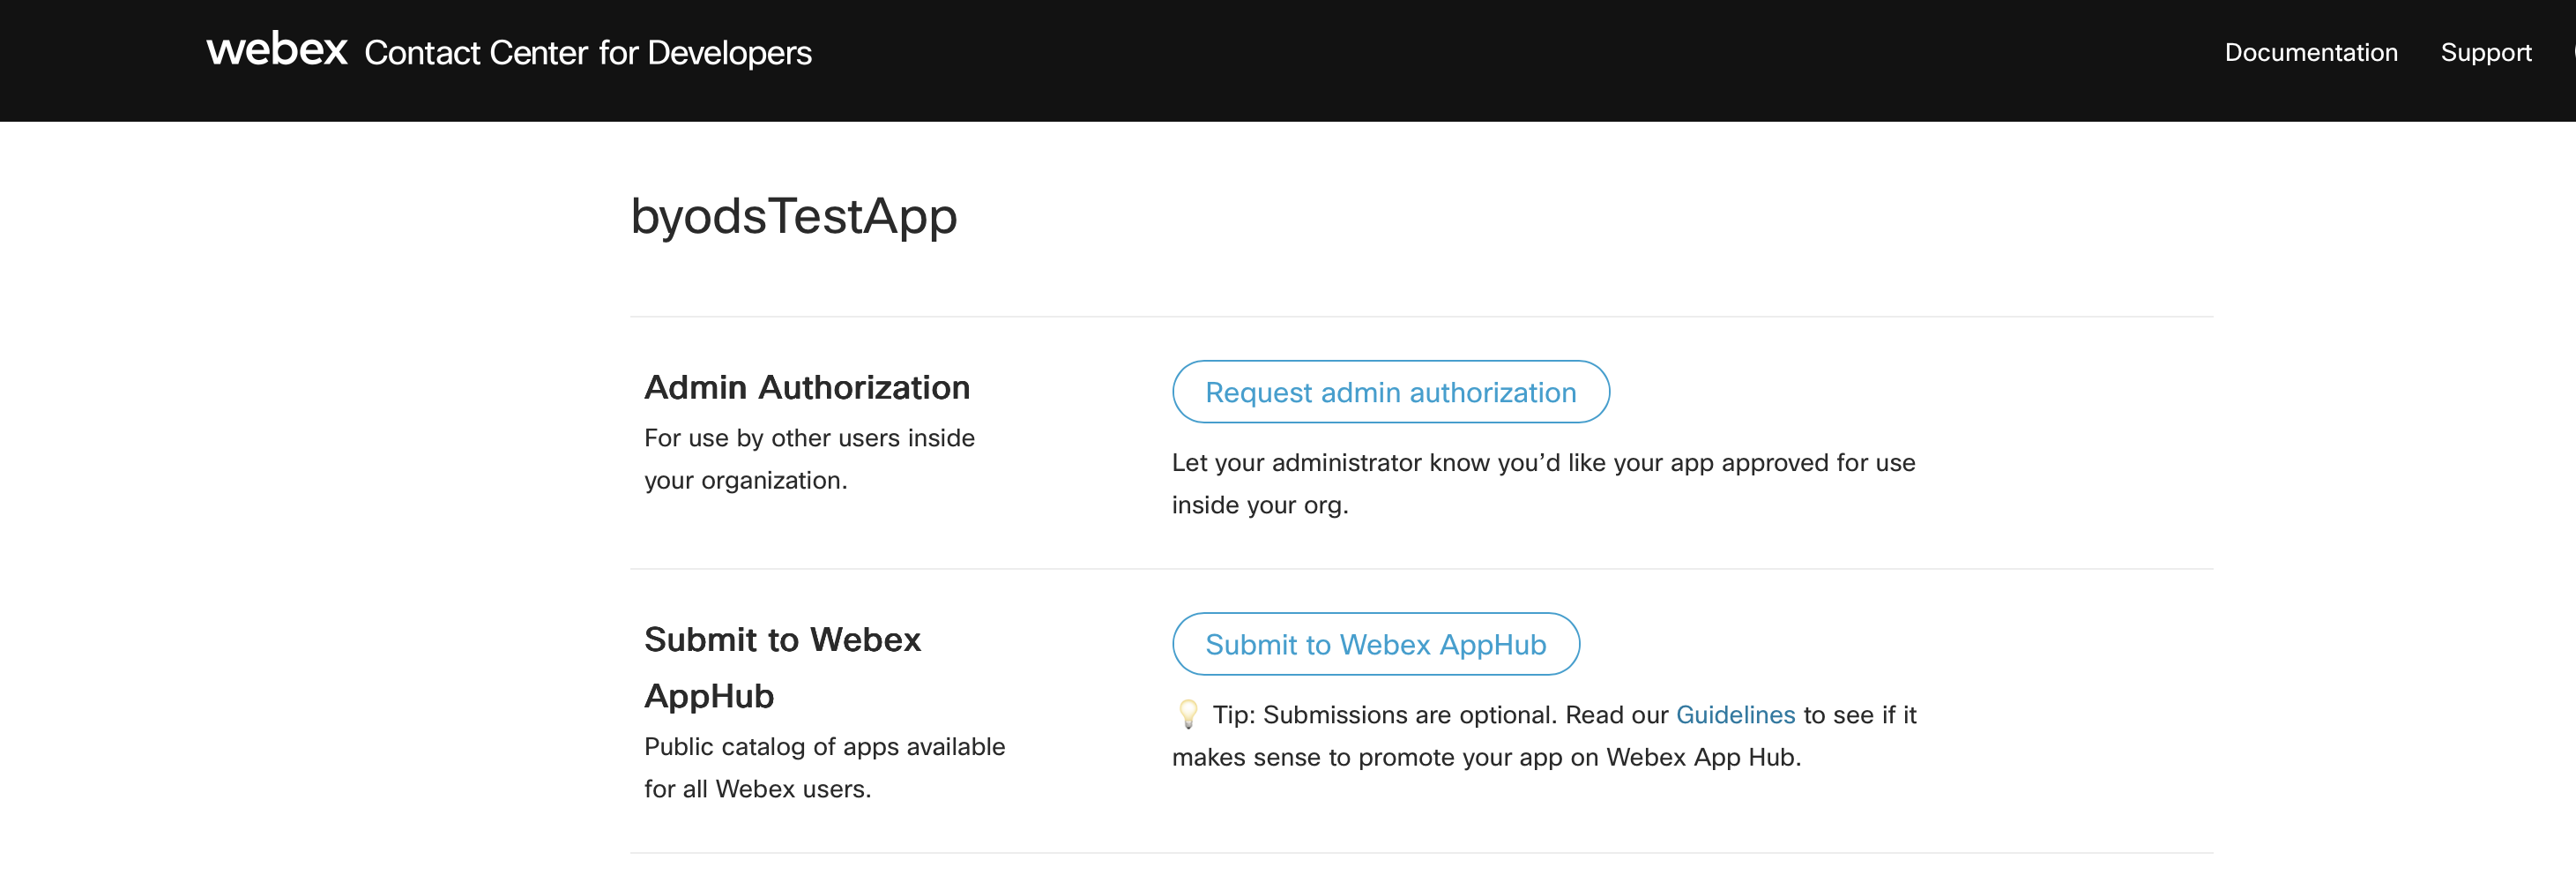 webex Contact Center for Developers
Documentation Support
byodsTestApp
Admin Authorization
For use by other users inside
your organization.
Request admin authorization
Let your administrator know you’d like your app approved for use
inside your org.
Submit to Webex
AppHub
Public catalog of apps available
for all Webex users.
Submit to Webex AppHub
💡 Tip: Submissions are optional. Read our Guidelines to see if it
makes sense to promote your app on Webex App Hub.